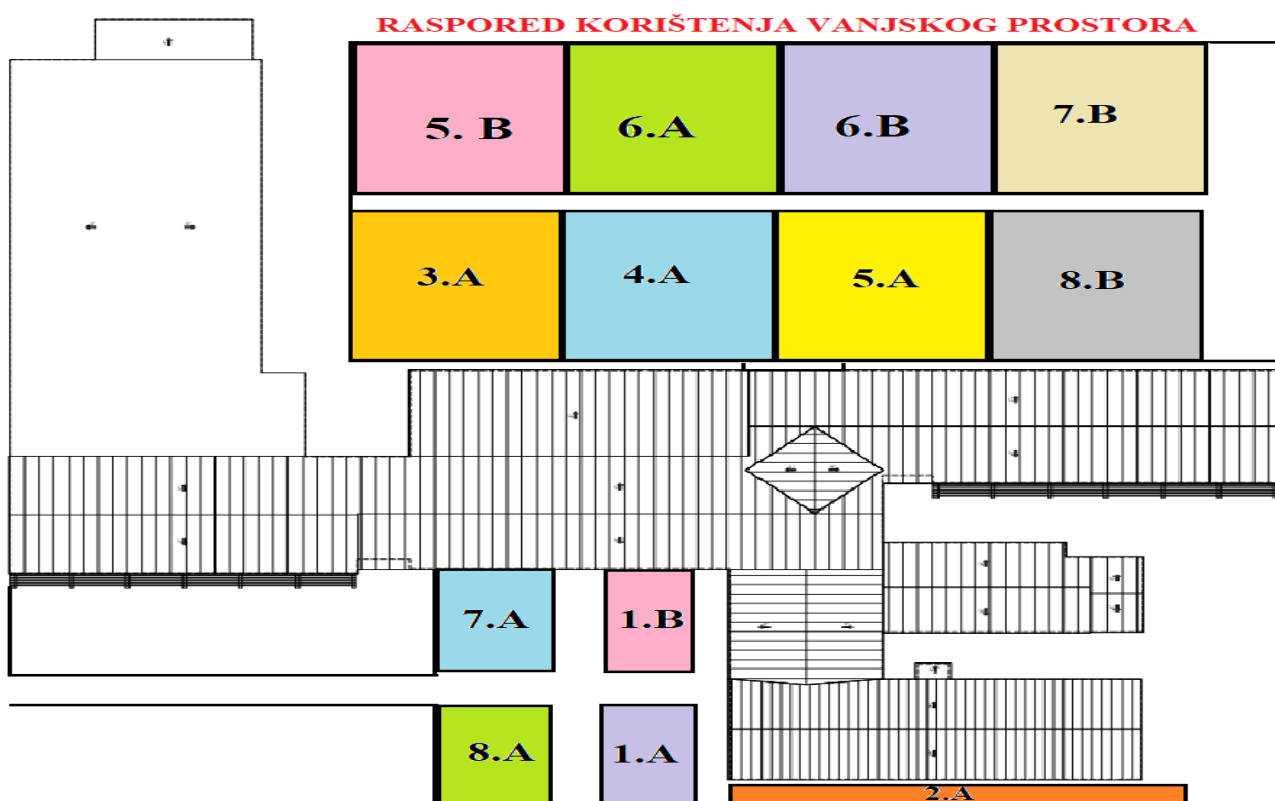 RASPORED KORIŠTENJA VANJSKOG PROSTORA
5. B
6.A
6.B
7.B
3.A
4.A
5.A
8.B
7.A
1.B
8.A
1.A
2.A